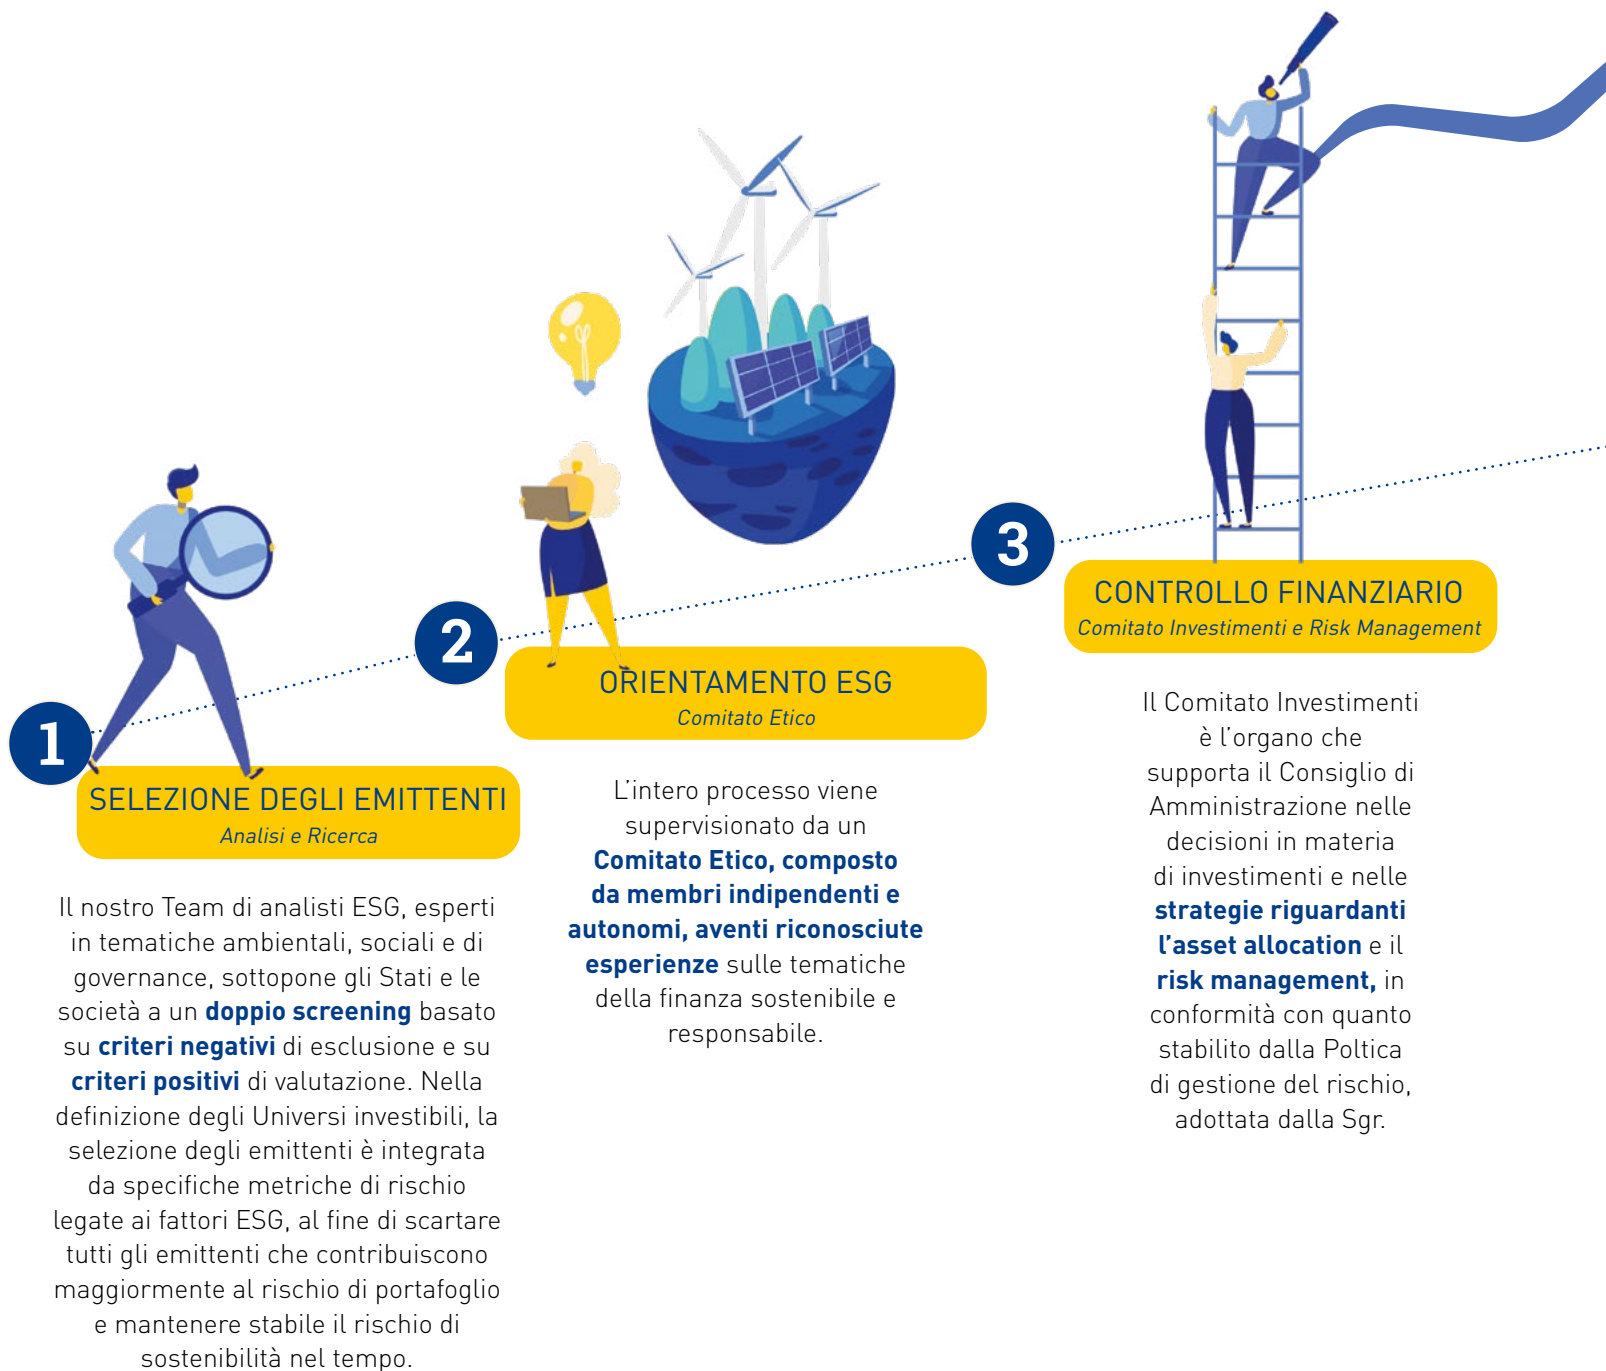 1
SELEZIONE DEGLI EMITTENTI
Analisi e Ricerca
Il nostro Team di analisti ESG, esperti
in tematiche ambientali, sociali e di
governance, sottopone gli Stati e le
società a un doppio screening basato
su criteri negativi di esclusione e su
criteri positivi di valutazione. Nella
definizione degli Universi investibili, la
selezione degli emittenti è integrata
da specifiche metriche di rischio
legate ai fattori ESG, al fine di scartare
tutti gli emittenti che contribuiscono
maggiormente al rischio di portafoglio
e mantenere stabile il rischio di
sostenibilità nel tempo.
2
ORIENTAMENTO ESG
Comitato Etico
L'intero processo viene
supervisionato da un
Comitato Etico, composto
da membri indipendenti e
autonomi, aventi riconosciute
esperienze sulle tematiche
della finanza sostenibile e
responsabile.
3
CONTROLLO FINANZIARIO
Comitato Investimenti e Risk Management
Il Comitato Investimenti
è l'organo che
supporta il Consiglio di
Amministrazione nelle
decisioni in materia
di investimenti e nelle
strategie riguardanti
l'asset allocation e il
risk management, in
conformità con quanto
stabilito dalla Poltica
di gestione del rischio,
adottata dalla Sgr.